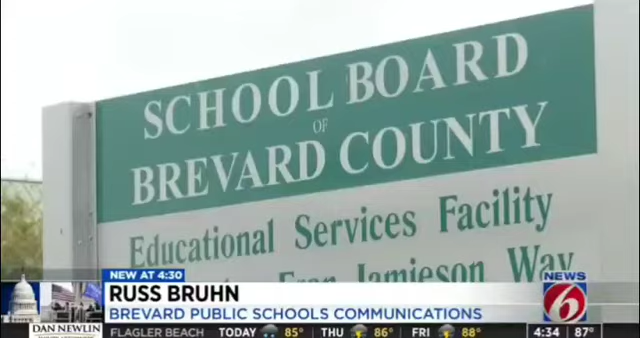 SCHOOL BOARD
OF
BREVARD COUNTY
Educational Services Facility
Fran Jamieson Way
NEW AT 4:30
RUSS BRUHN
BREVARD PUBLIC SCHOOLS COMMUNICATIONS
NEWS
6
DAN NEWLIN
FLAGLER BEACH TODAY 85° THU 86° FRI 88°
4:34 87°